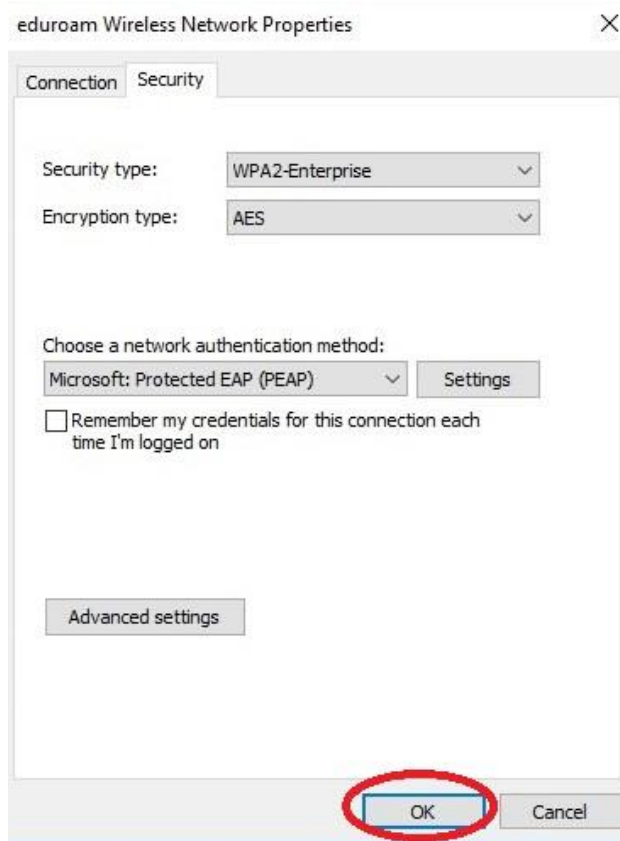 eduroam Wireless Network Properties
Connection Security
Security type: WPA2-Enterprise
Encryption type: AES
Choose a network authentication method:
Microsoft: Protected EAP (PEAP) Settings
Remember my credentials for this connection each
time I'm logged on
Advanced settings
OK Cancel